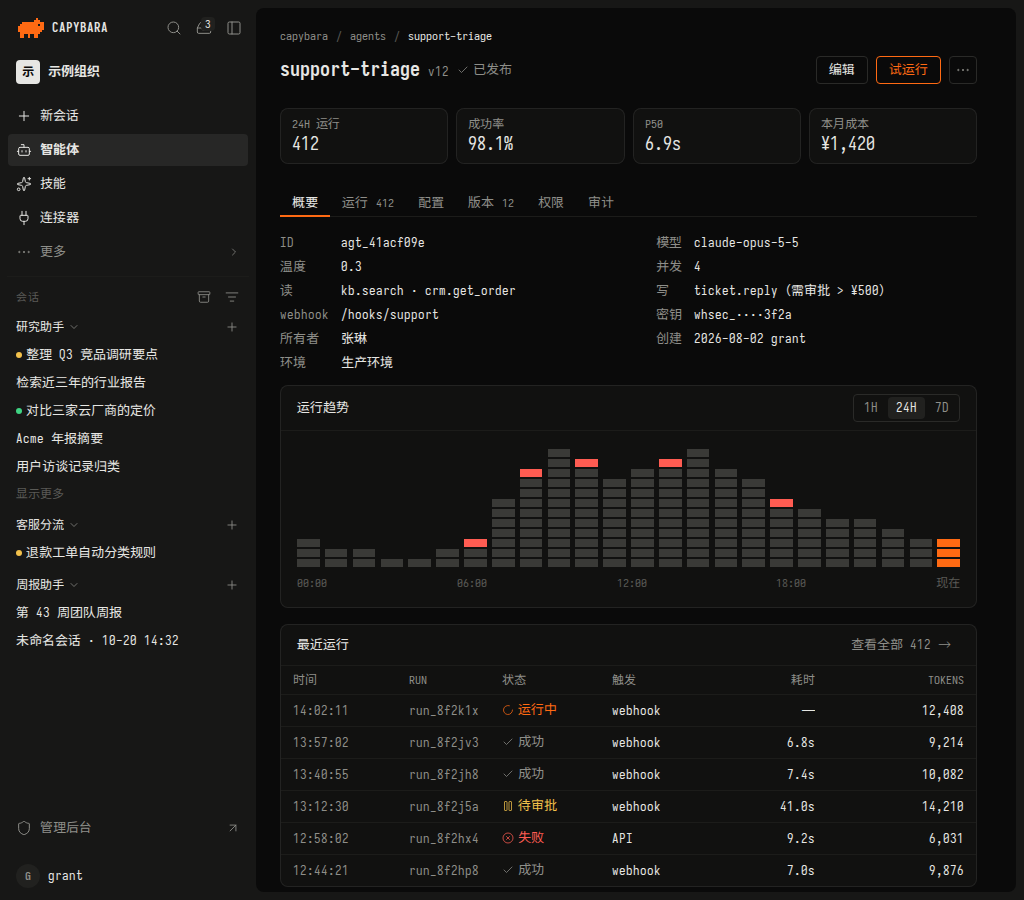 CAPYBARA
3
示 示例组织
新会话
智能体
技能
连接器
更多
会话
研究助手
整理 Q3 竞品调研要点
检索近三年的行业报告
对比三家云厂商的定价
Acme 年报摘要
用户访谈记录归类
显示更多
客服分流
退款工单自动分类规则
周报助手
第 43 周团队周报
未命名会话 · 10-20 14:32
管理后台
G grant
capybara / agents / support-triage
support-triage v12 已发布
编辑 试运行 ···
24H 运行
412
成功率
98.1%
P50
6.9s
本月成本
¥1,420
概要 运行 412 配置 版本 12 权限 审计
ID agt_41acf09e
模型 claude-opus-5-5
温度 0.3
并发 4
读 kb.search · crm.get_order
写 ticket.reply (需审批 > ¥500)
webhook /hooks/support
密钥 whsec_····3f2a
所有者 张琳
创建 2026-08-02 grant
环境 生产环境
运行趋势 1H 24H 7D
00:00 06:00 12:00 18:00 现在
最近运行 查看全部 412 →
时间 RUN 状态 触发 耗时 TOKENS
14:02:11 run_8f2k1x 运行中 webhook — 12,408
13:57:02 run_8f2jv3 成功 webhook 6.8s 9,214
13:40:55 run_8f2jh8 成功 webhook 7.4s 10,082
13:12:30 run_8f2j5a 待审批 webhook 41.0s 14,210
12:58:02 run_8f2hx4 失败 API 9.2s 6,031
12:44:21 run_8f2hp8 成功 webhook 7.0s 9,876